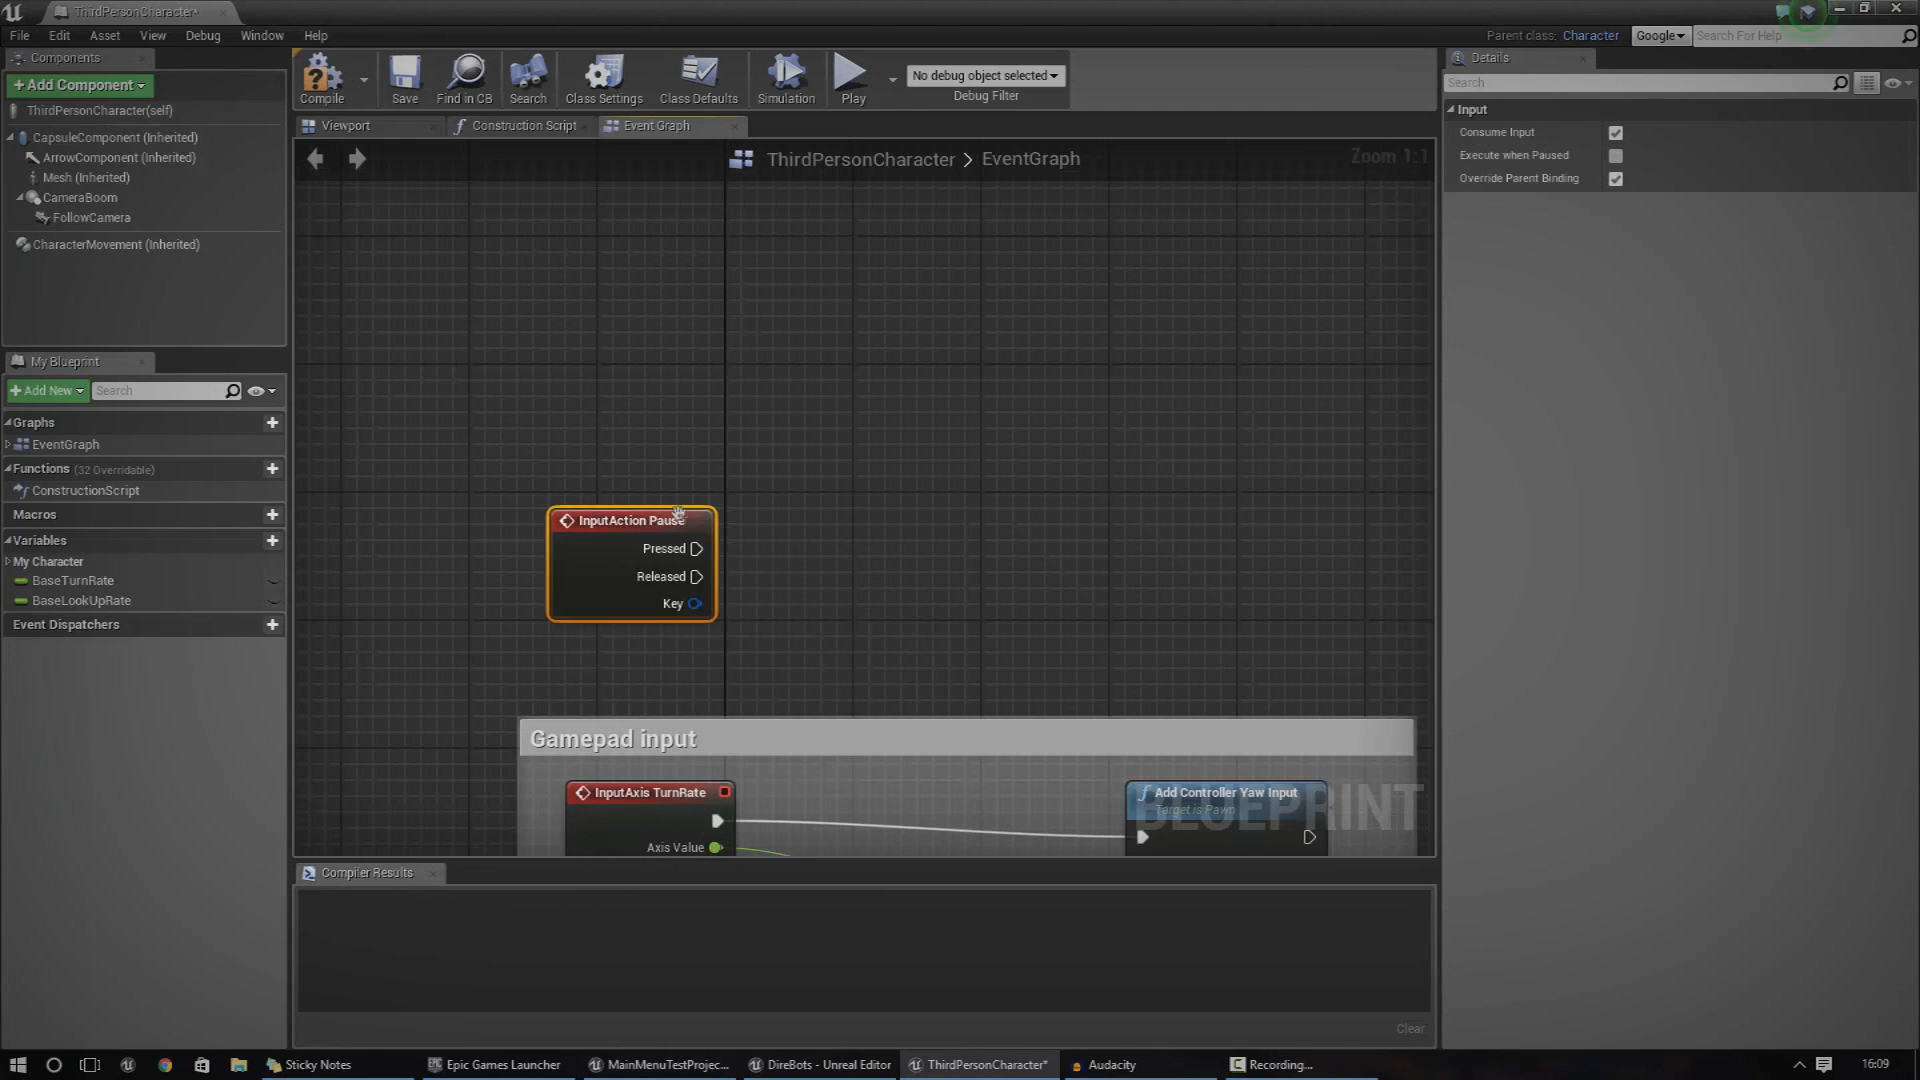 ThirdPersonCharacter*
File Edit Asset View Debug Window Help
Parent class: Character Google Search For Help
Components
+Add Component
ThirdPersonCharacter(self)
CapsuleComponent (Inherited)
ArrowComponent (Inherited)
Mesh (Inherited)
CameraBoom
FollowCamera
CharacterMovement (Inherited)
My Blueprint
+Add New Search
Graphs
EventGraph
Functions (32 Overridable)
ConstructionScript
Macros
Variables
My Character
BaseTurnRate
BaseLookUpRate
Event Dispatchers
Compile Save Find in CB Search Class Settings Class Defaults Simulation Play
No debug object selected
Debug Filter
Viewport Construction Script Event Graph
ThirdPersonCharacter > EventGraph
Zoom 1:1
InputAction Pause
Pressed
Released
Key
Gamepad input
InputAxis TurnRate
Axis Value
Add Controller Yaw Input
Target is Pawn
BLUEPRINT
Compiler Results
Clear
Details
Search
Input
Consume Input
Execute when Paused
Override Parent Binding
Sticky Notes
Epic Games Launcher
MainMenuTestProjec...
DireBots - Unreal Editor
ThirdPersonCharacter*
Audacity
Recording...
16:09